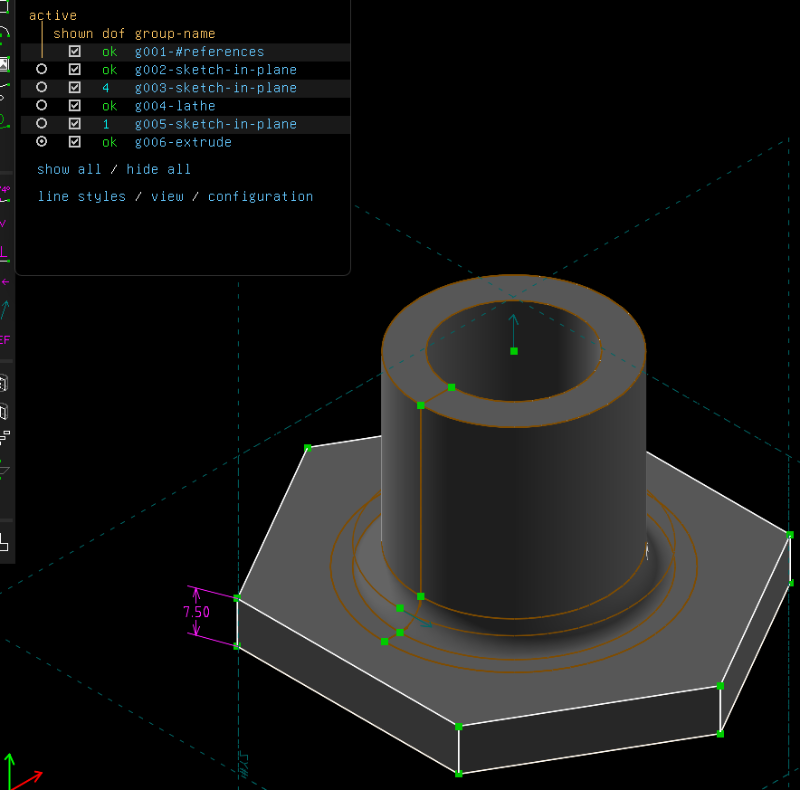 active
shown dof group-name
g001-#references ok
ok g002-sketch-in-plane
4 g003-sketch-in-plane
ok g004-lathe
1 g005-sketch-in-plane
ok g006-extrude
show all / hide all
line styles / view / configuration
7.50